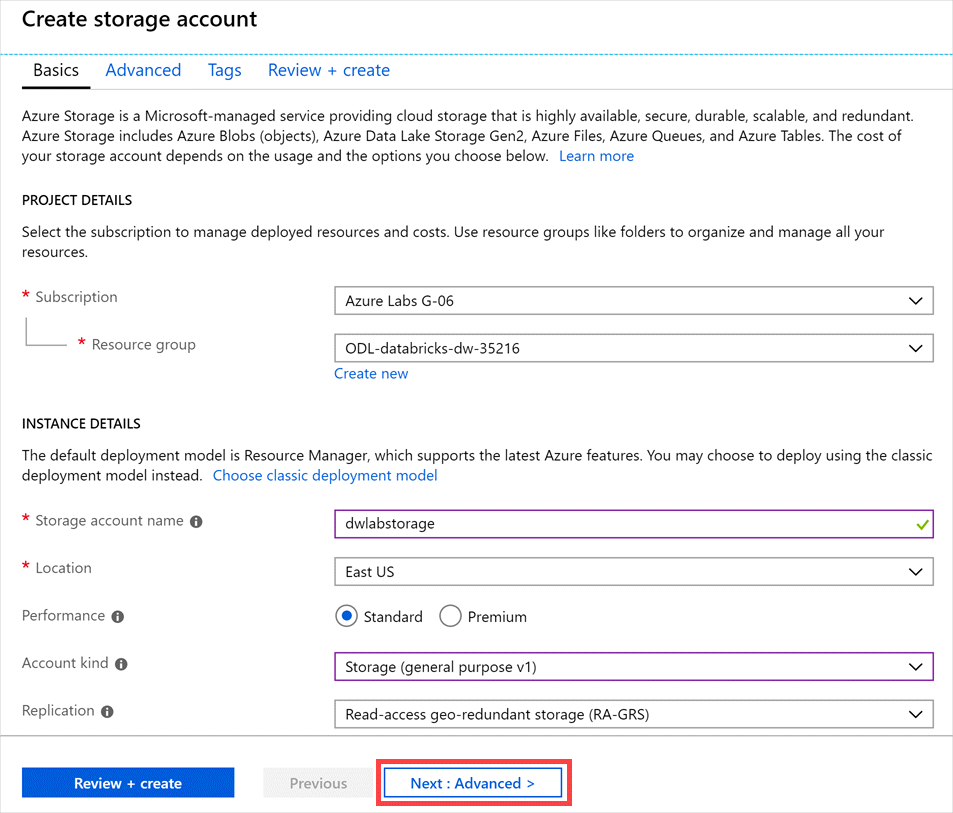 Create storage account
Basics Advanced Tags Review + create
Azure Storage is a Microsoft-managed service providing cloud storage that is highly available, secure, durable, scalable, and redundant.
Azure Storage includes Azure Blobs (objects), Azure Data Lake Storage Gen2, Azure Files, Azure Queues, and Azure Tables. The cost of
your storage account depends on the usage and the options you choose below. Learn more
PROJECT DETAILS
Select the subscription to manage deployed resources and costs. Use resource groups like folders to organize and manage all your
resources.
* Subscription
Azure Labs G-06
* Resource group
ODL-databricks-dw-35216
Create new
INSTANCE DETAILS
The default deployment model is Resource Manager, which supports the latest Azure features. You may choose to deploy using the classic
deployment model instead. Choose classic deployment model
* Storage account name
dwlabstorage
* Location
East US
Performance
Standard Premium
Account kind
Storage (general purpose v1)
Replication
Read-access geo-redundant storage (RA-GRS)
Review + create Previous Next : Advanced >